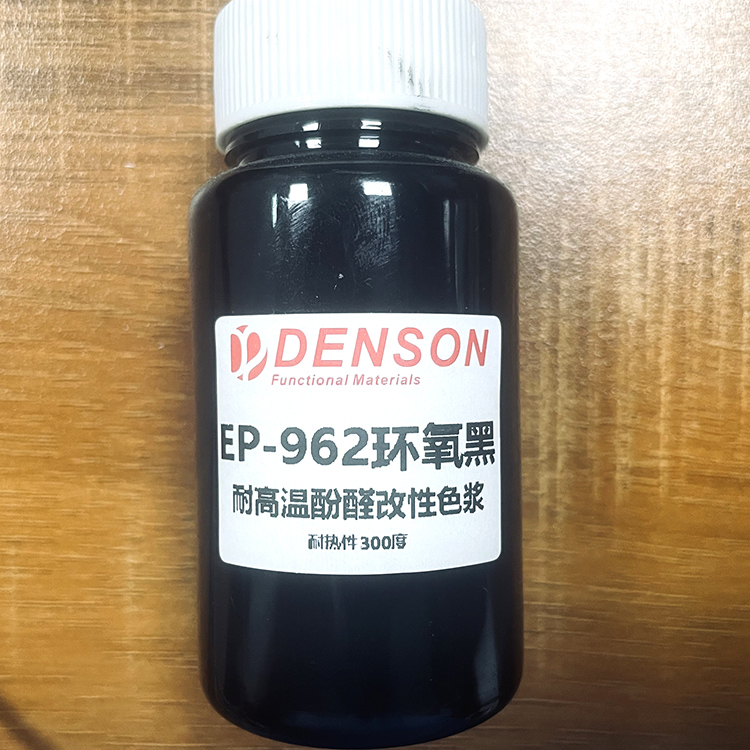 DENSON
Functional Materials
EP-962环氧黑
耐高温酚醛改性色浆
耐热件300度